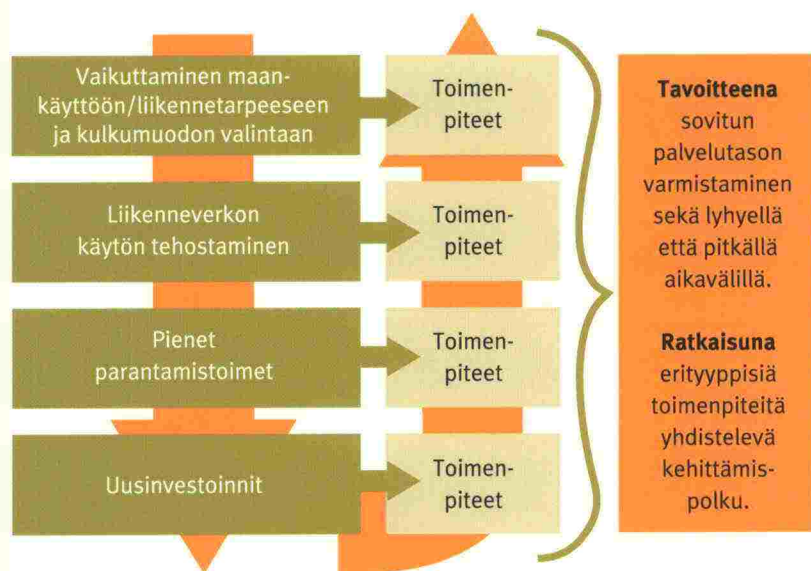 Vaikuttaminen maan-
käyttöön/liikennetarpeeseen
ja kulkumuodon valintaan
Toimen-
piteet
Liikenneverkon
käytön tehostaminen
Toimen-
piteet
Pienet
parantamistoimet
Toimen-
piteet
Uusinvestoinnit
Toimen-
piteet
Tavoitteena
sovitun
palvelutason
varmistaminen
sekä lyhyellä
että pitkällä
aikavälillä.
Ratkaisuna
erityyppisiä
toimenpiteitä
yhdistelevä
kehittämis-
polku.